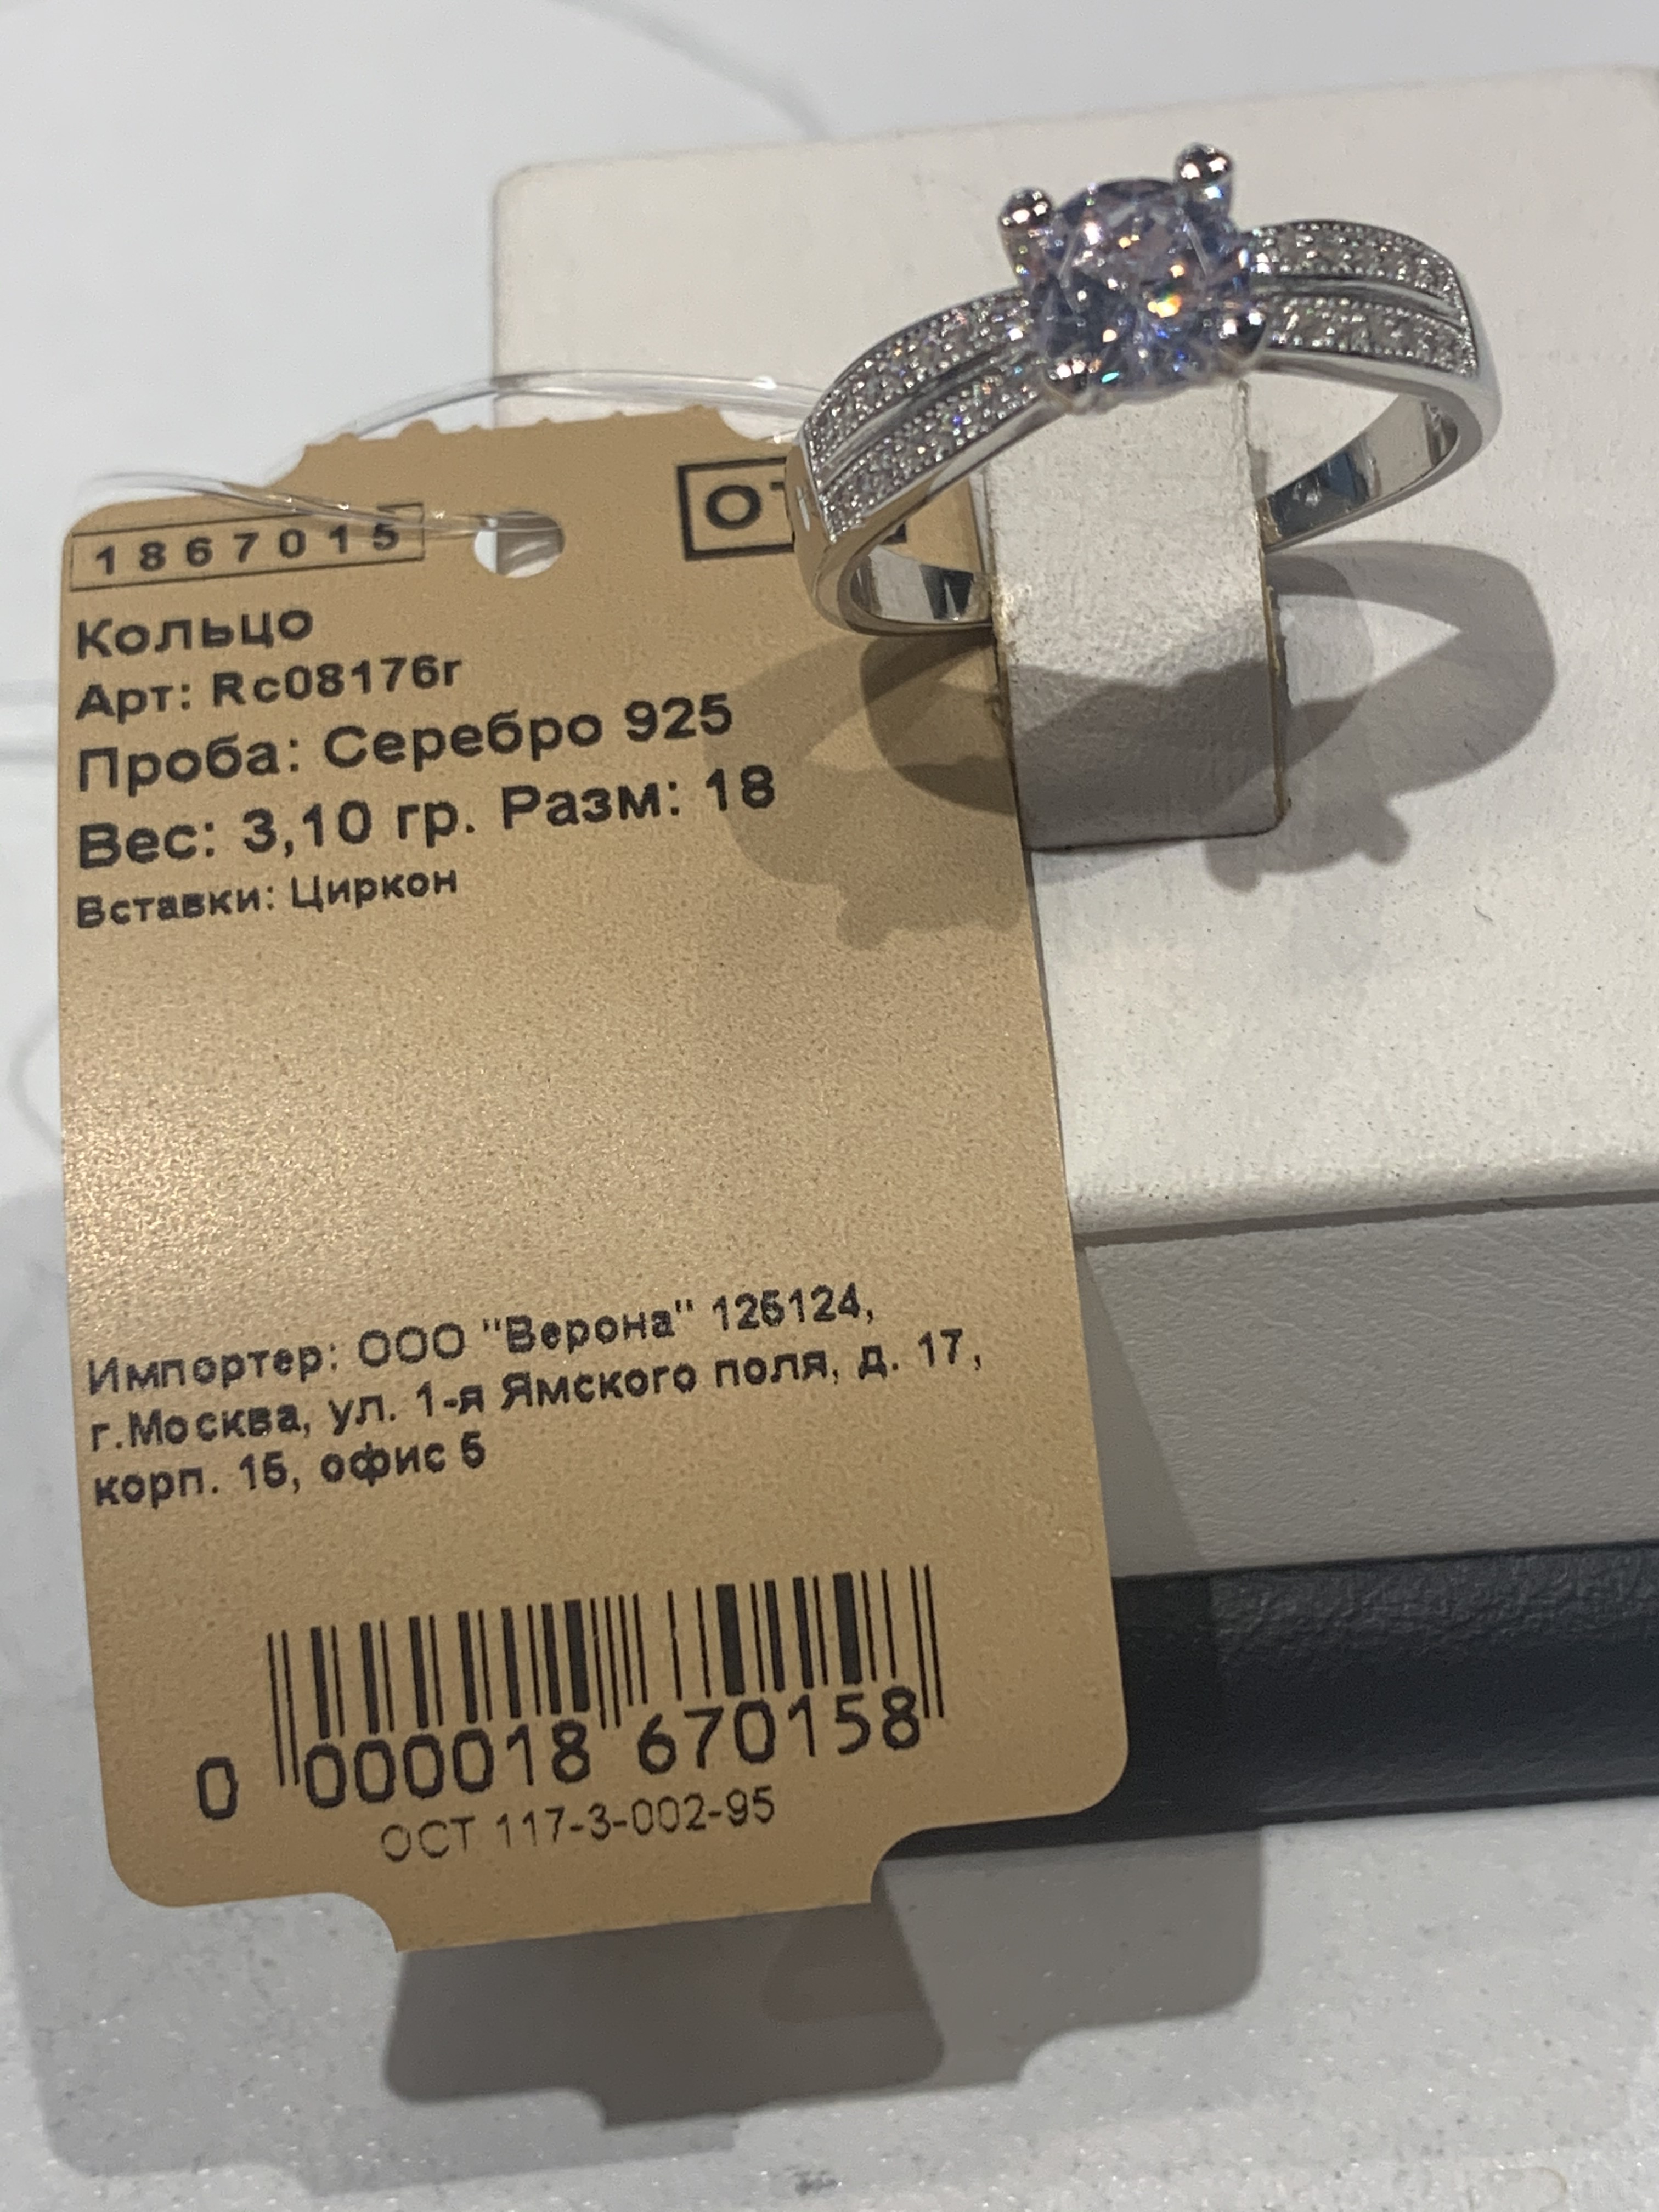 1867015
Кольцо
Арт: Rc08176r
Проба: Серебро 925
Вес: 3,10 гр. Разм: 18
Вставки: Циркон
Импортер: ООО "Верона" 125124,
г.Москва, ул. 1-я Ямского поля, д. 17,
корп. 15, офис 5
0 000018 670158
ОСТ 117-3-002-95